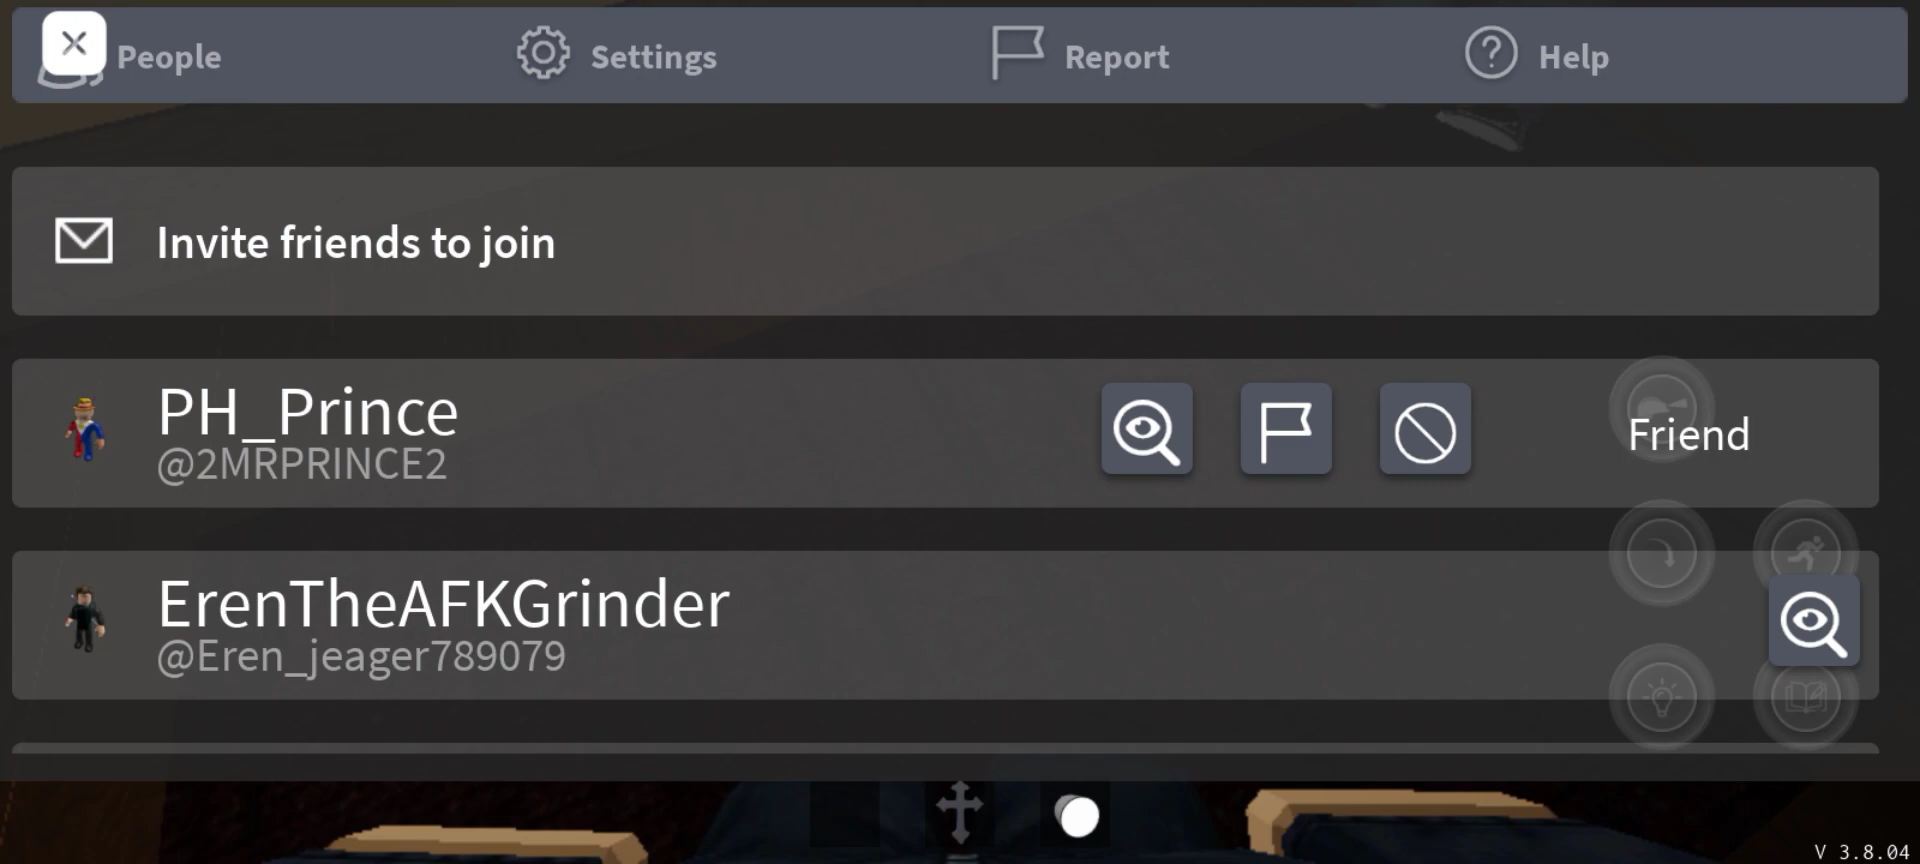 People
Settings
Report
Help
Invite friends to join
PH_Prince
@2MRPRINCE2
Friend
ErenTheAFKGrinder
@Eren_jeager789079
V 3.8.04